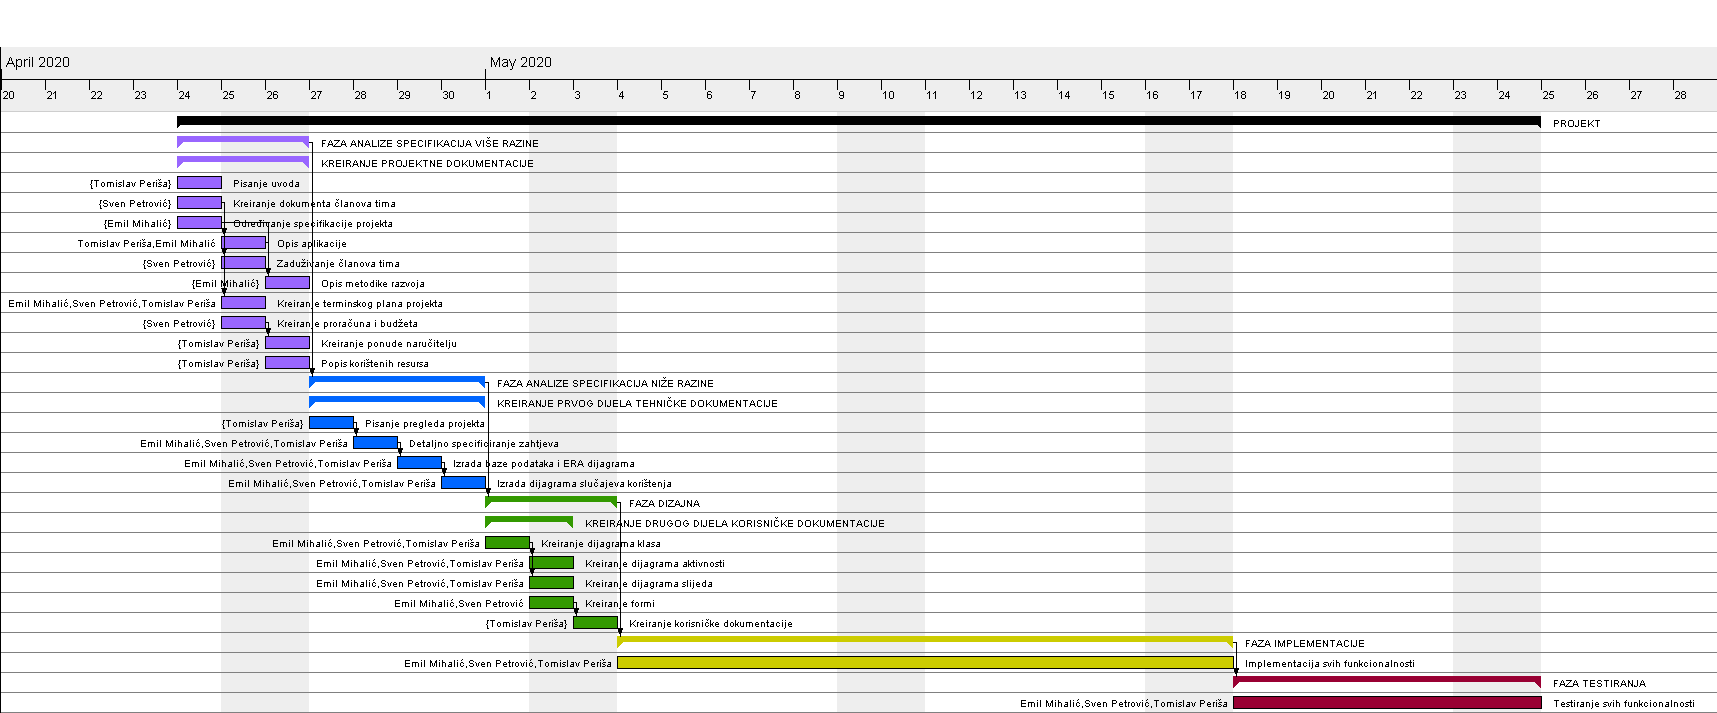 April 2020 May 2020
20 21 22 23 24 25 26 27 28 29 30 1 2 3 4 5 6 7 8 9 10 11 12 13 14 15 16 17 18 19 20 21 22 23 24 25 26 27 28
PROJEKT
FAZA ANALIZE SPECIFIKACIJA VIŠE RAZINE
KREIRANJE PROJEKTNE DOKUMENTACIJE
{Tomislav Periša} Pisanje uvoda
{Sven Petrović} Kreiranje dokumenta članova tima
{Emil Mihalić} Određivanje specifikacije projekta
Tomislav Periša,Emil Mihalić Opis aplikacije
{Sven Petrović} Zaduživanje članova tima
{Emil Mihalić} Opis metodike razvoja
Emil Mihalić,Sven Petrović,Tomislav Periša Kreiranje terminskog plana projekta
{Sven Petrović} Kreiranje proračuna i budžeta
{Tomislav Periša} Kreiranje ponude naručitelju
{Tomislav Periša} Popis korištenih resursa
FAZA ANALIZE SPECIFIKACIJA NIŽE RAZINE
KREIRANJE PRVOG DIJELA TEHNIČKE DOKUMENTACIJE
{Tomislav Periša} Pisanje pregleda projekta
Emil Mihalić,Sven Petrović,Tomislav Periša Detaljno specificiranje zahtjeva
Emil Mihalić,Sven Petrović,Tomislav Periša Izrada baze podataka i ERA dijagrama
Emil Mihalić,Sven Petrović,Tomislav Periša Izrada dijagrama slučajeva korištenja
FAZA DIZAJNA
KREIRANJE DRUGOG DIJELA KORISNIČKE DOKUMENTACIJE
Emil Mihalić,Sven Petrović,Tomislav Periša Kreiranje dijagrama klasa
Emil Mihalić,Sven Petrović,Tomislav Periša Kreiranje dijagrama aktivnosti
Emil Mihalić,Sven Petrović,Tomislav Periša Kreiranje dijagrama slijeda
Emil Mihalić,Sven Petrović Kreiranje formi
{Tomislav Periša} Kreiranje korisničke dokumentacije
FAZA IMPLEMENTACIJE
Emil Mihalić,Sven Petrović,Tomislav Periša Implementacija svih funkcionalnosti
FAZA TESTIRANJA
Emil Mihalić,Sven Petrović,Tomislav Periša Testiranje svih funkcionalnosti